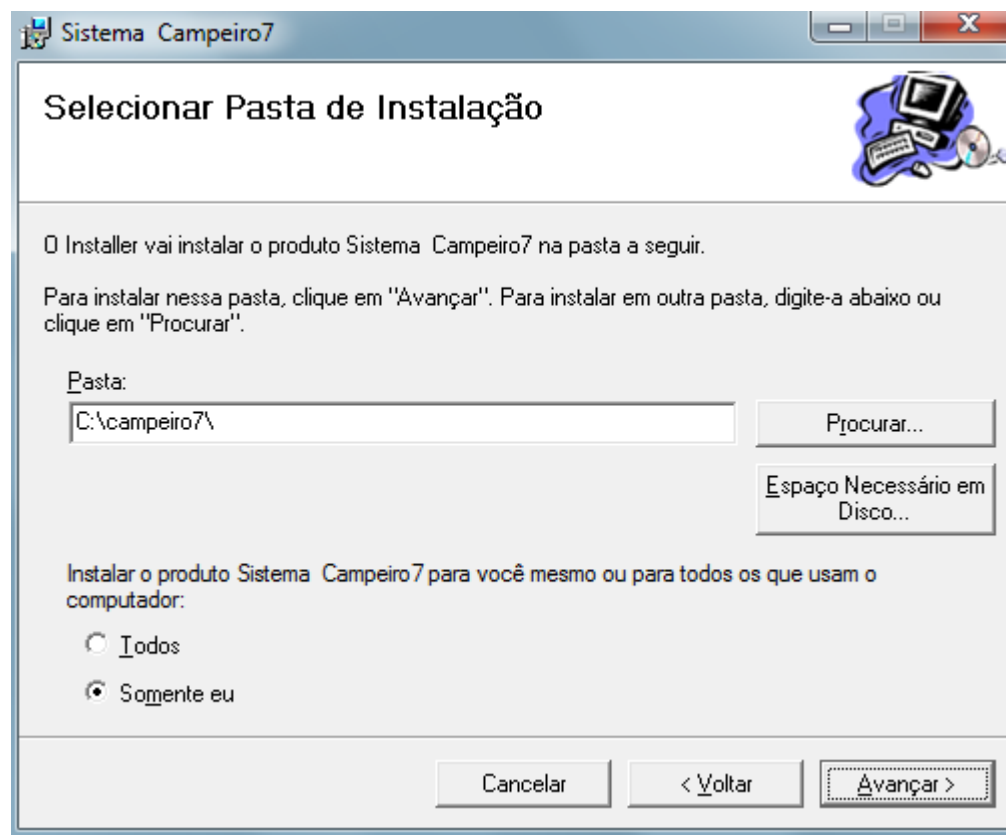 Sistema  Campeiro7
Selecionar Pasta de Instalação
O Installer vai instalar o produto Sistema  Campeiro7 na pasta a seguir.
Para instalar nessa pasta, clique em "Avançar". Para instalar em outra pasta, digite-a abaixo ou
clique em "Procurar".
Pasta:
C:\campeiro7\
Procurar...
Espaço Necessário em
Disco...
Instalar o produto Sistema  Campeiro7 para você mesmo ou para todos os que usam o
computador:
Todos
Somente eu
Cancelar
< Voltar
Avançar >